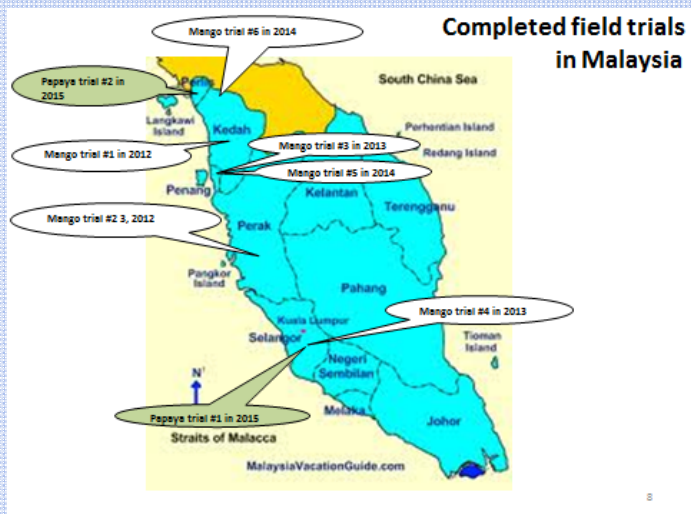 Completed field trials
in Malaysia
Mango trial #6 in 2014
South China Sea
Papaya trial #2 in
2015
Perlis
Langkawi
Island
Kedah
Perhentian Island
Mango trial #1 in 2012
Mango trial #3 in 2013
Redang Island
Mango trial #5 in 2014
Penang
Kelantan
Terengganu
Mango trial #2 3, 2012
Perak
Pangkor
Island
Pahang
Mango trial #4 in 2013
Kuala Lumpur
Selangor
Tioman
Island
Negeri
Sembilan
N'
Melaka
Papaya trial #1 in 2015
Johor
Straits of Malacca
MalaysiaVacationGuide.com
8